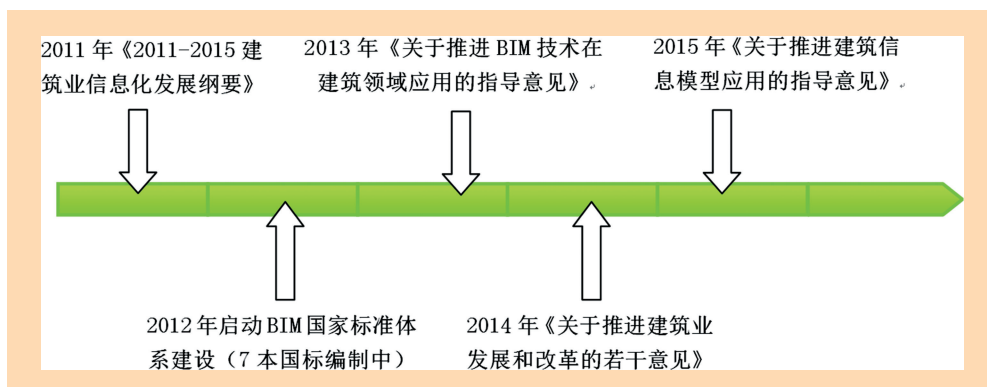 2011 年《2011-2015 建
筑业信息化发展纲要》
2013 年《关于推进 BIM 技术在
建筑领域应用的指导意见》
2015 年《关于推进建筑信
息模型应用的指导意见》
2012 年启动 BIM 国家标准体
系建设（7 本国标编制中）
2014 年《关于推进建筑业
发展和改革的若干意见》